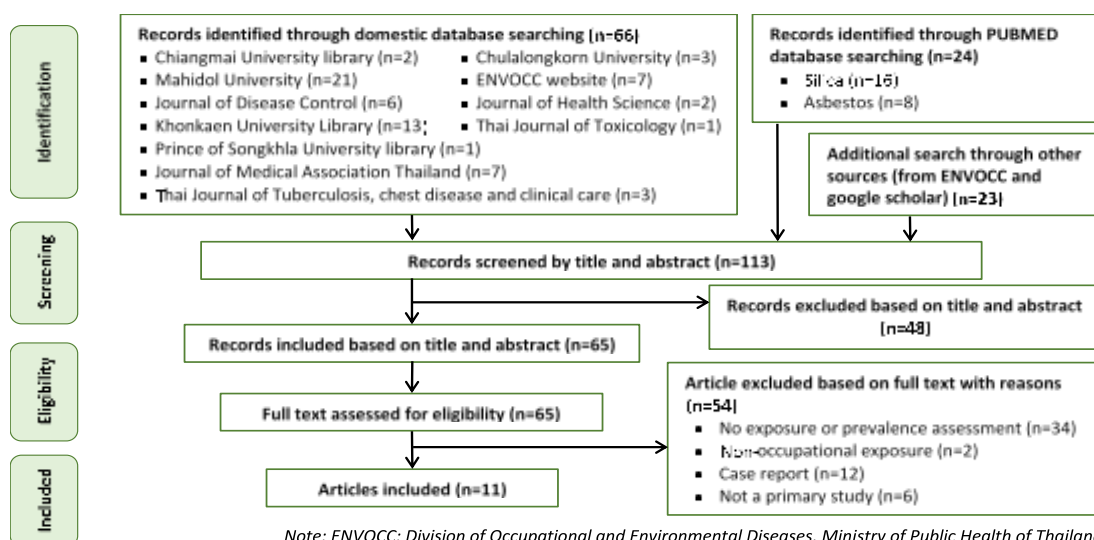 Identification
Records identified through domestic database searching (n=66)
Chiangmai University library (n=2)
Mahidol University (n=21)
Journal of Disease Control (n=6)
Khonkaen University Library (n=13)
Prince of Songkhla University library (n=1)
Journal of Medical Association Thailand (n=7)
Thai Journal of Tuberculosis, chest disease and clinical care (n=3)
Chulalongkorn University (n=3)
ENVOCC website (n=7)
Journal of Health Science (n=2)
Thai Journal of Toxicology (n=1)
Records identified through PUBMED
database searching (n=24)
Silica (n=16)
Asbestos (n=8)
Additional search through other
sources (from ENVOCC and
google scholar) (n=23)
Screening
Records screened by title and abstract (n=113)
Records excluded based on title and abstract
(n=48)
Records included based on title and abstract (n=65)
Eligibility
Full text assessed for eligibility (n=65)
Article excluded based on full text with reasons
(n=54)
No exposure or prevalence assessment (n=34)
Non-occupational exposure (n=2)
Case report (n=12)
Not a primary study (n=6)
Included
Articles included (n=11)
Note: ENVOCC: Division of Occupational and Environmental Diseases, Ministry of Public Health of